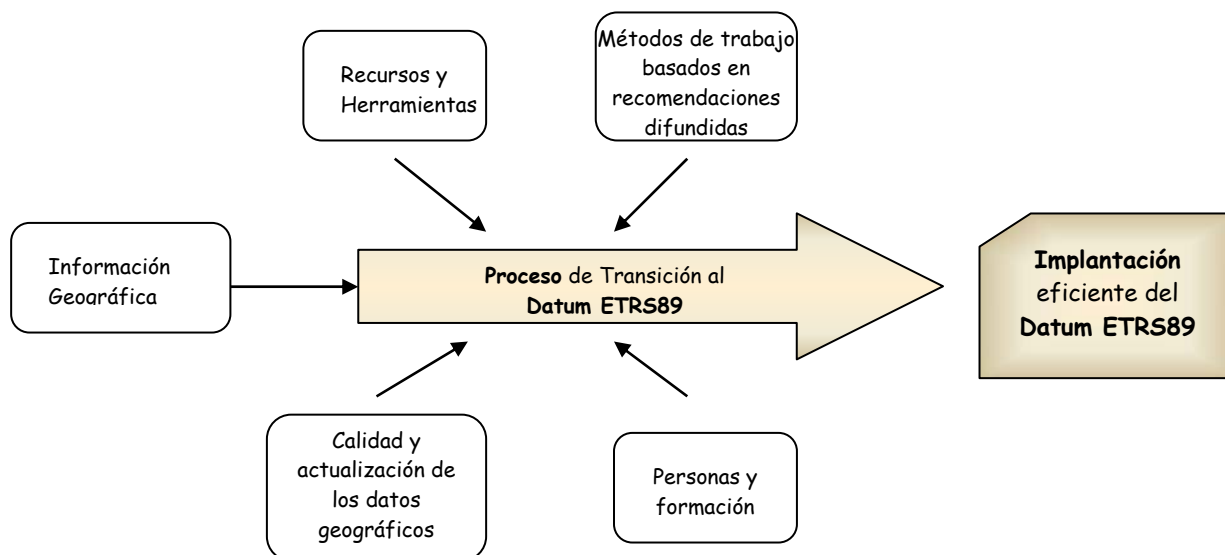 Recursos y
Herramientas
Métodos de trabajo
basados en
recomendaciones
difundidas
Información
Geográfica
Proceso de Transición al
Datum ETRS89
Implantación
eficiente del
Datum ETRS89
Calidad y
actualización de
los datos
geográficos
Personas y
formación